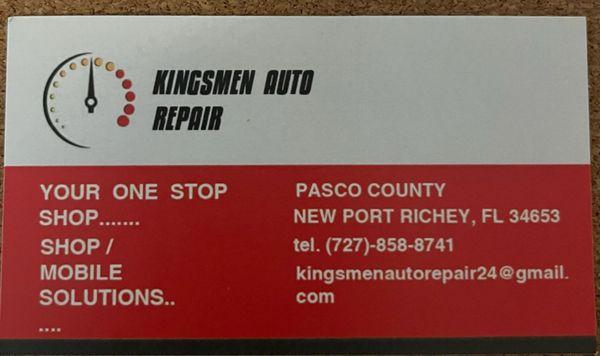 KINGSMEN AUTO
REPAIR
YOUR ONE STOP
SHOP.......
SHOP /
MOBILE
SOLUTIONS..
....
PASCO COUNTY
NEW PORT RICHEY, FL 34653
tel. (727)-858-8741
kingsmenautorepair24@gmail.
com